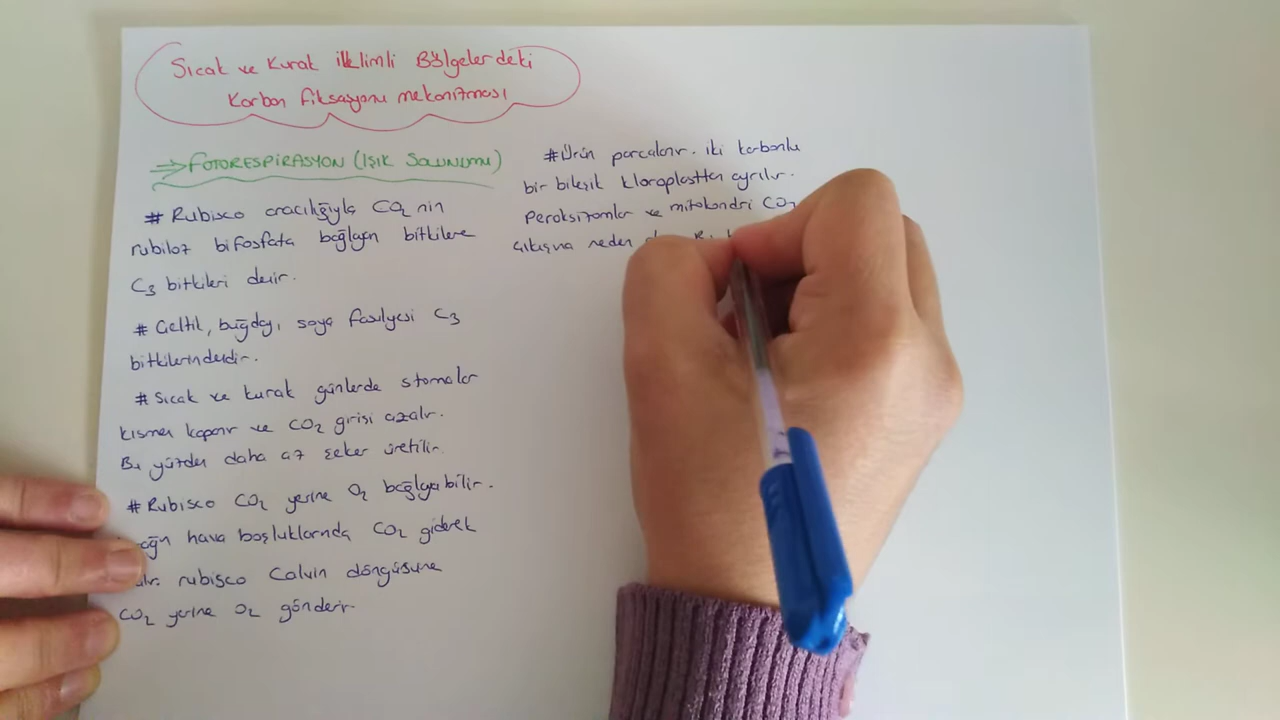 Sıcak ve Kurak iklimli Bölgelerdeki
Karbon fiksasyonu mekanizması
FOTORESPİRASYON (IŞIK SOLUNUMU)
# Rubisco aracılığıyla CO₂ nin
rubiloz bifosfata bağlayan bitkilere
C₃ bitkileri denir.
# Çeltik, buğday, soya fasülyesi C₃
bitkilerindendir.
# Sıcak ve kurak günlerde stomalar
kısmen kapanır ve CO₂ girişi azalır.
Bu yüzden daha az şeker üretilir.
# Rubisco CO₂ yerine O₂ bağlayabilir.
hava boşluklarında CO₂ giderek
rubisco Calvin döngüsüne
CO₂ yerine O₂ gönderir
# Ürün parçalanır. iki karbonlu
bir bileşik kloroplasttan ayrılır.
Peroksizomlar ve mitokondri CO₂
çıkışına neden